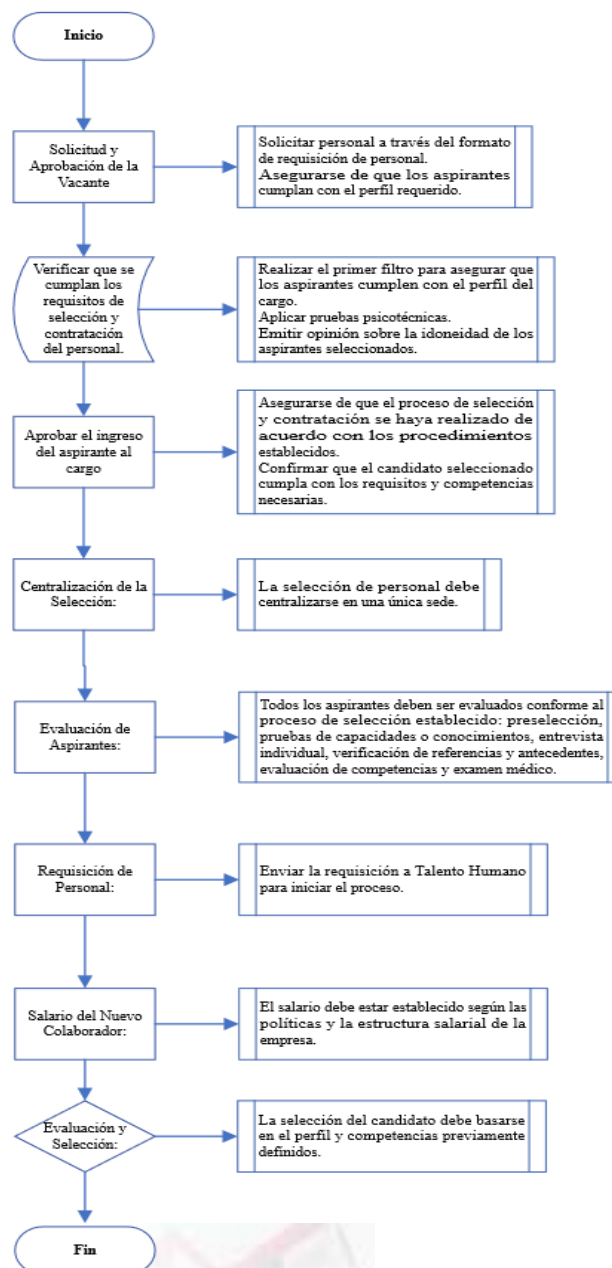 Inicio
Solicitud y
Aprobación de la
Vacante
Solicitar personal a través del formato
de requisición de personal.
Asegurarse de que los aspirantes
cumplan con el perfil requerido.
Verificar que se
cumplan los
requisitos de
selección y
contratación
del personal.
Realizar el primer filtro para asegurar que
los aspirantes cumplen con el perfil del
cargo.
Aplicar pruebas psicotécnicas.
Emitir opinión sobre la idoneidad de los
aspirantes seleccionados.
Aprobar el ingreso
del aspirante al
cargo
Asegurarse de que el proceso de selección
y contratación se haya realizado de
acuerdo con los procedimientos
establecidos.
Confirmar que el candidato seleccionado
cumpla con los requisitos y competencias
necesarias.
Centralización de la
Selección:
La selección de personal debe
centralizarse en una única sede.
Evaluación de
Aspirantes:
Todos los aspirantes deben ser evaluados conforme al
proceso de selección establecido: preselección,
pruebas de capacidades o conocimientos, entrevista
individual, verificación de referencias y antecedentes,
evaluación de competencias y examen médico.
Requisición de
Personal:
Enviar la requisición a Talento Humano
para iniciar el proceso.
Salario del Nuevo
Colaborador:
El salario debe estar establecido según las
políticas y la estructura salarial de la
empresa.
Evaluación y
Selección:
La selección del candidato debe basarse
en el perfil y competencias previamente
definidos.
Fin